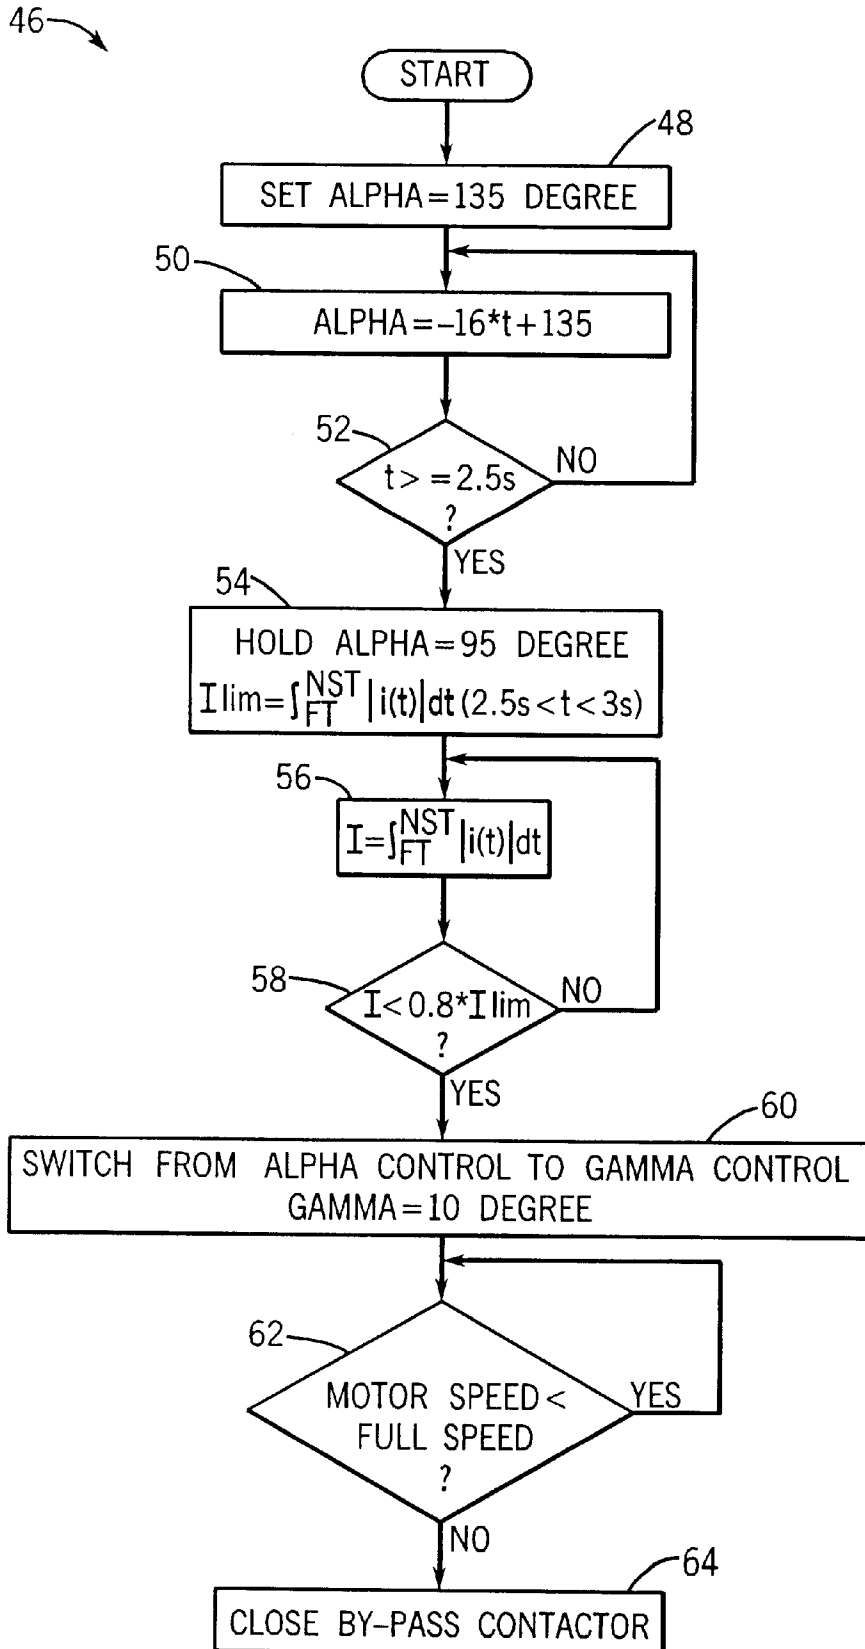 46
START
48
SET ALPHA=135 DEGREE
50
ALPHA=-16*t+135
52
t>=2.5s
?
NO
YES
54
HOLD ALPHA=95 DEGREE
I lim=∫FT NST |i(t)|dt (2.5s<t<3s)
56
I=∫FT NST |i(t)|dt
58
I<0.8*I lim
?
NO
YES
60
SWITCH FROM ALPHA CONTROL TO GAMMA CONTROL
GAMMA=10 DEGREE
62
MOTOR SPEED<
FULL SPEED
?
YES
NO
64
CLOSE BY-PASS CONTACTOR